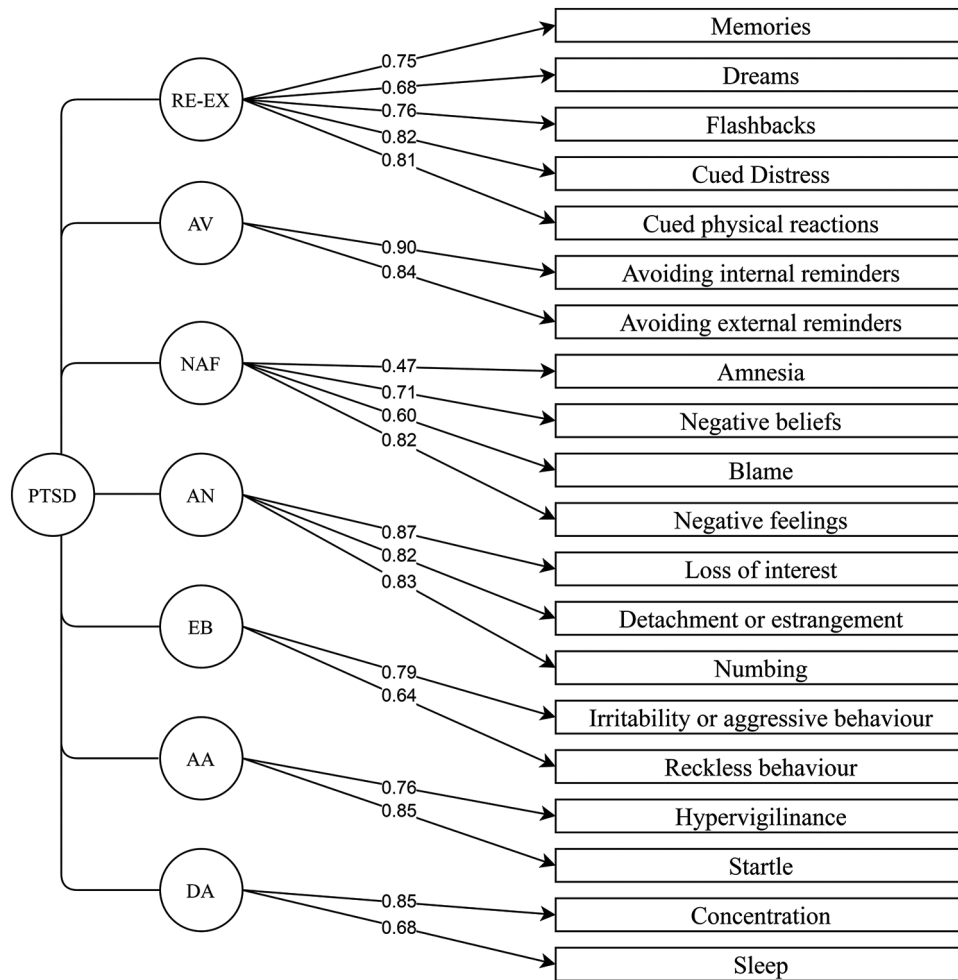 Memories
0.75
Dreams
RE-EX
0.68
0.76
Flashbacks
0.82
Cued Distress
0.81
Cued physical reactions
AV
0.90
Avoiding internal reminders
0.84
Avoiding external reminders
NAF
0.47
Amnesia
0.71
Negative beliefs
0.60
Blame
0.82
PTSD
AN
Negative feelings
0.87
Loss of interest
0.82
0.83
Detachment or estrangement
EB
Numbing
0.79
Irritability or aggressive behaviour
0.64
Reckless behaviour
AA
0.76
Hypervigilinance
0.85
Startle
DA
0.85
Concentration
0.68
Sleep